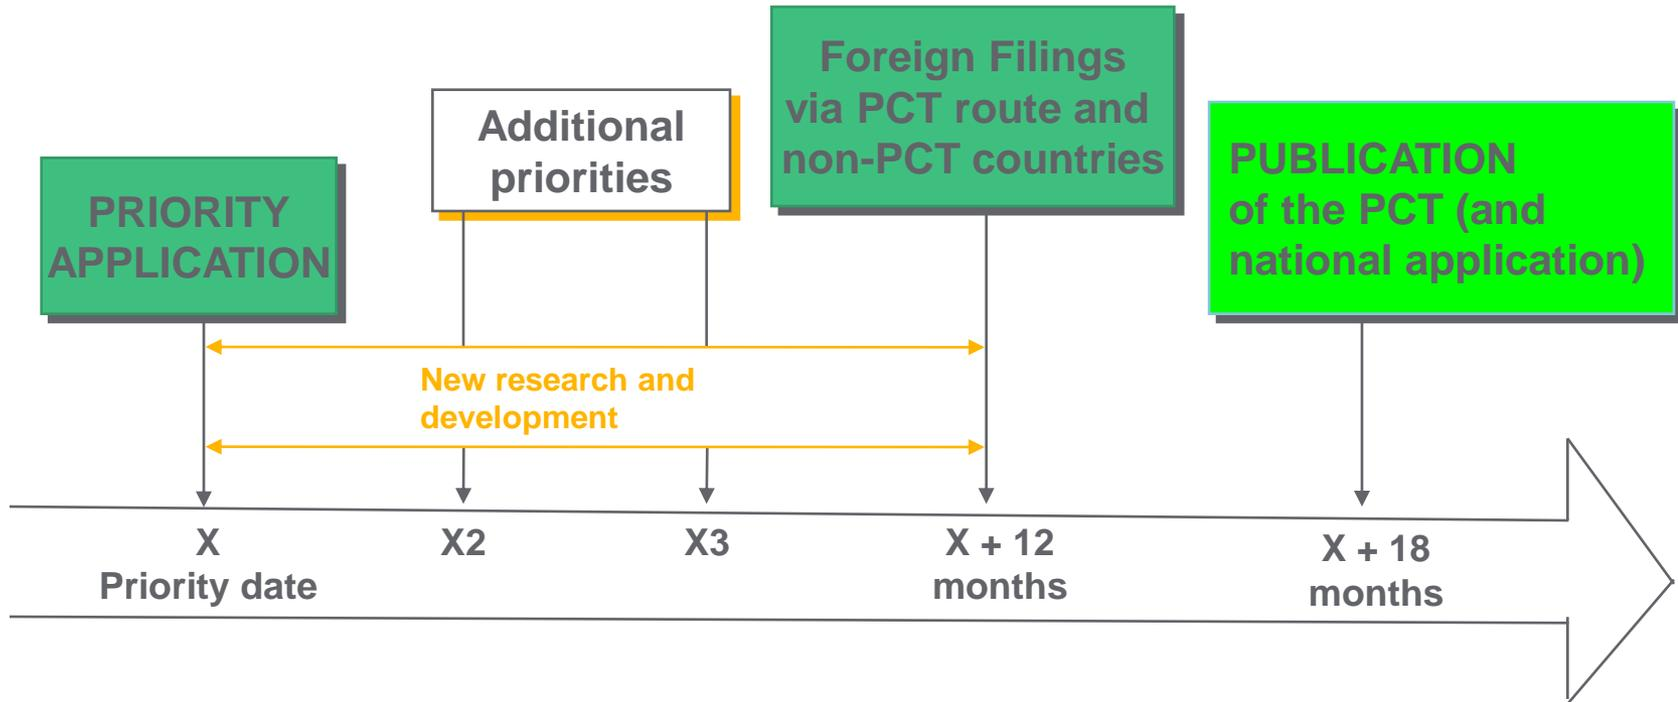 PRIORITY
APPLICATION
Additional
priorities
Foreign Filings
via PCT route and
non-PCT countries
PUBLICATION
of the PCT (and
national application)
New research and
development
X
Priority date
X2
X3
X + 12
months
X + 18
months